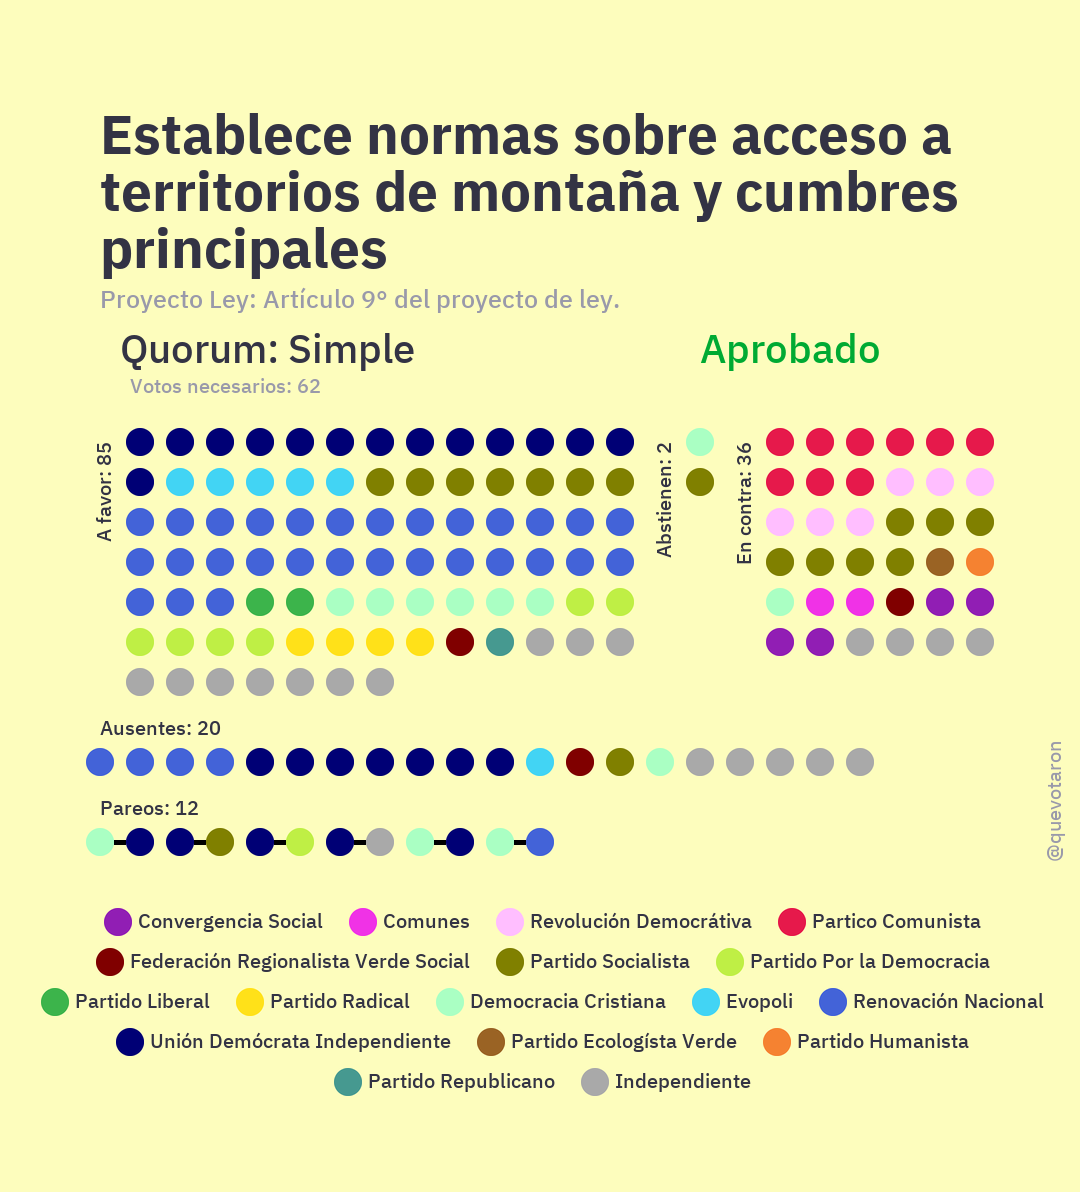 Establece normas sobre acceso a
territorios de montaña y cumbres
principales
Proyecto Ley: Artículo 9° del proyecto de ley.
Quorum: Simple
Aprobado
Votos necesarios: 62
A favor: 85
Abstienen: 2
En contra: 36
Ausentes: 20
Pareos: 12
@quevotaron
Convergencia Social Comunes Revolución Democrátiva Partico Comunista
Federación Regionalista Verde Social Partido Socialista Partido Por la Democracia
Partido Liberal Partido Radical Democracia Cristiana Evopoli Renovación Nacional
Unión Demócrata Independiente Partido Ecologísta Verde Partido Humanista
Partido Republicano Independiente